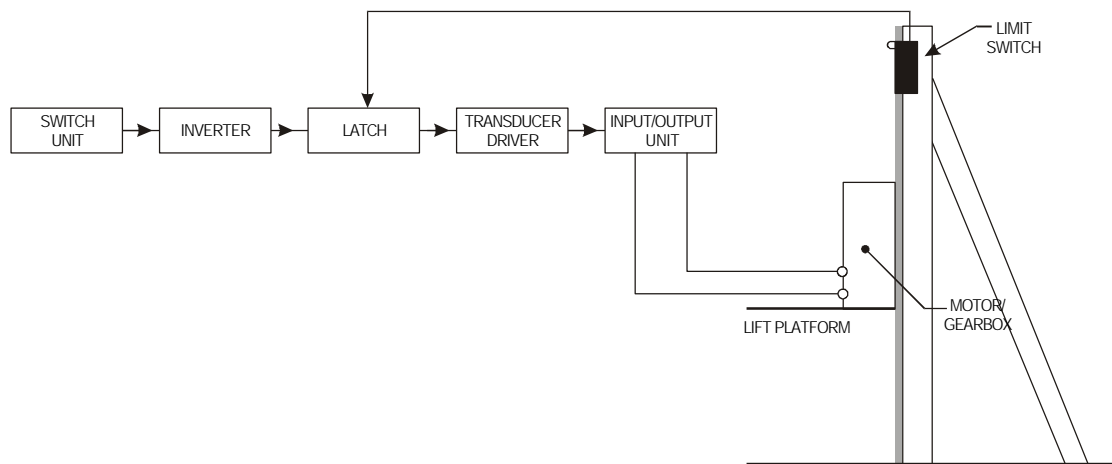 LIMIT
SWITCH
SWITCH
UNIT
INVERTER
LATCH
TRANSDUCER
DRIVER
INPUT/OUTPUT
UNIT
MOTOR/
GEARBOX
LIFT PLATFORM